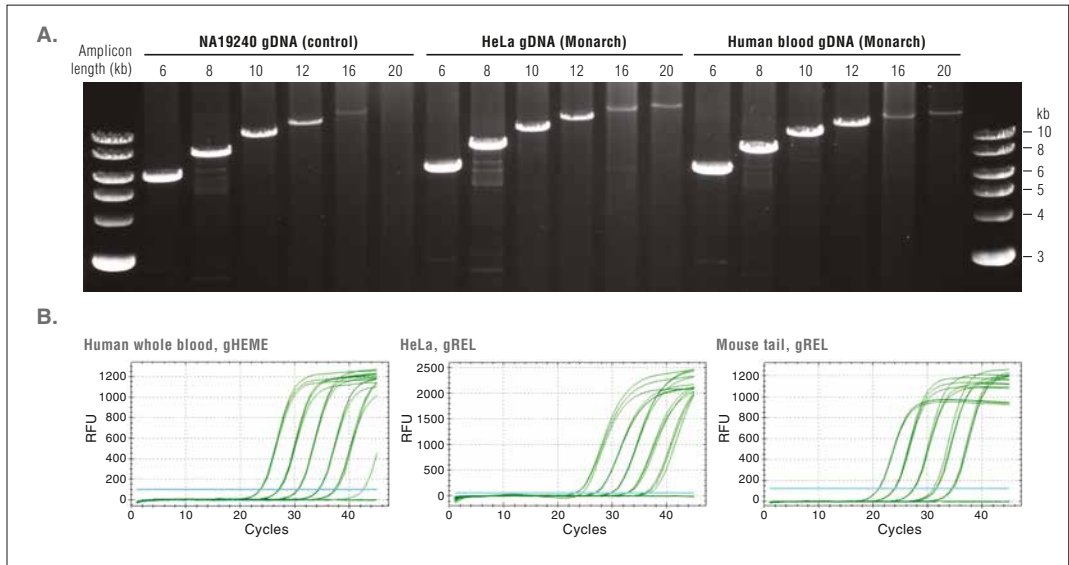 A.
NA19240 gDNA (control) HeLa gDNA (Monarch) Human blood gDNA (Monarch)
Amplicon
length (kb) 6 8 10 12 16 20 6 8 10 12 16 20 6 8 10 12 16 20
kb
10
8
6
5
4
3
B.
Human whole blood, gHEME
1200
1000
800
600
400
200
0
RFU
0 10 20 30 40
Cycles
HeLa, gREL
2500
2000
1500
1000
500
0
RFU
0 10 20 30 40
Cycles
Mouse tail, gREL
1200
1000
800
600
400
200
0
RFU
0 10 20 30 40
Cycles